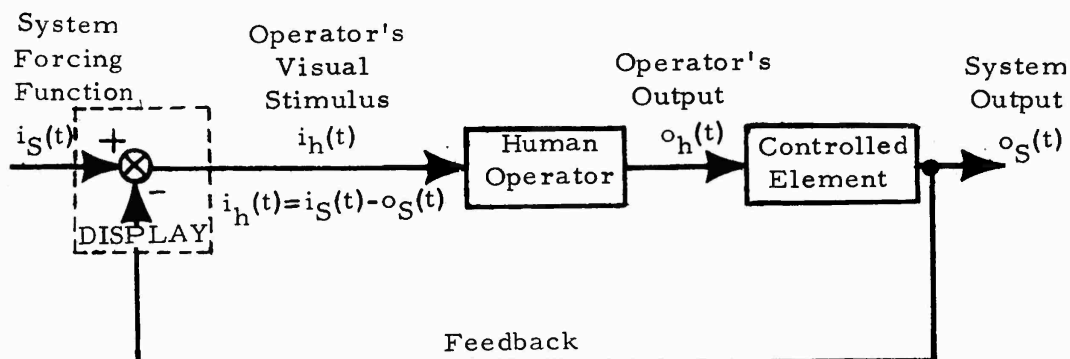 System
Forcing
Function
i_S(t)
+
-
DISPLAY
Operator's
Visual
Stimulus
i_h(t)
i_h(t)=i_S(t)-o_S(t)
Human
Operator
Operator's
Output
o_h(t)
Controlled
Element
System
Output
o_S(t)
Feedback